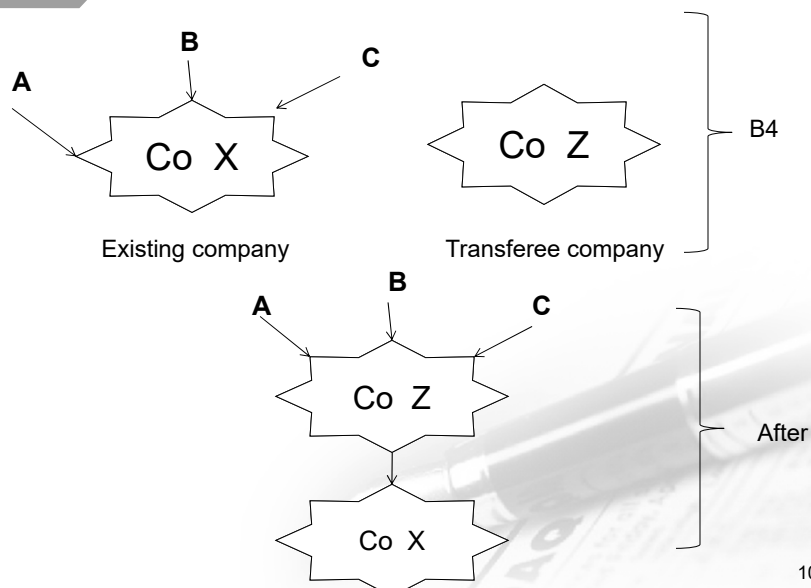 B
A
C
Co X
Co Z
B4
Existing company
Transferee company
B
A
C
Co Z
After
Co X
10